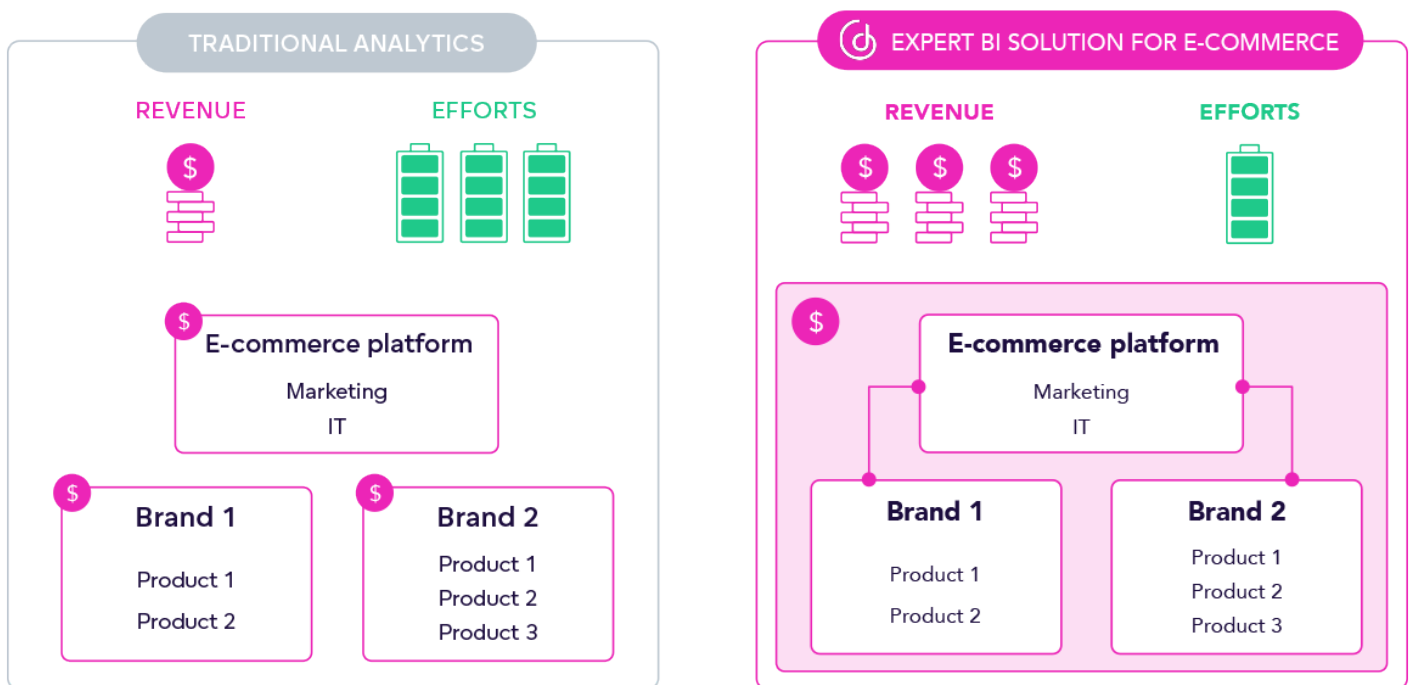 TRADITIONAL ANALYTICS
REVENUE
EFFORTS
$
E-commerce platform
$
Marketing
IT
$
Brand 1
Product 1
Product 2
$
Brand 2
Product 1
Product 2
Product 3
EXPERT BI SOLUTION FOR E-COMMERCE
REVENUE
EFFORTS
$ $ $
$
E-commerce platform
Marketing
IT
Brand 1
Product 1
Product 2
Brand 2
Product 1
Product 2
Product 3